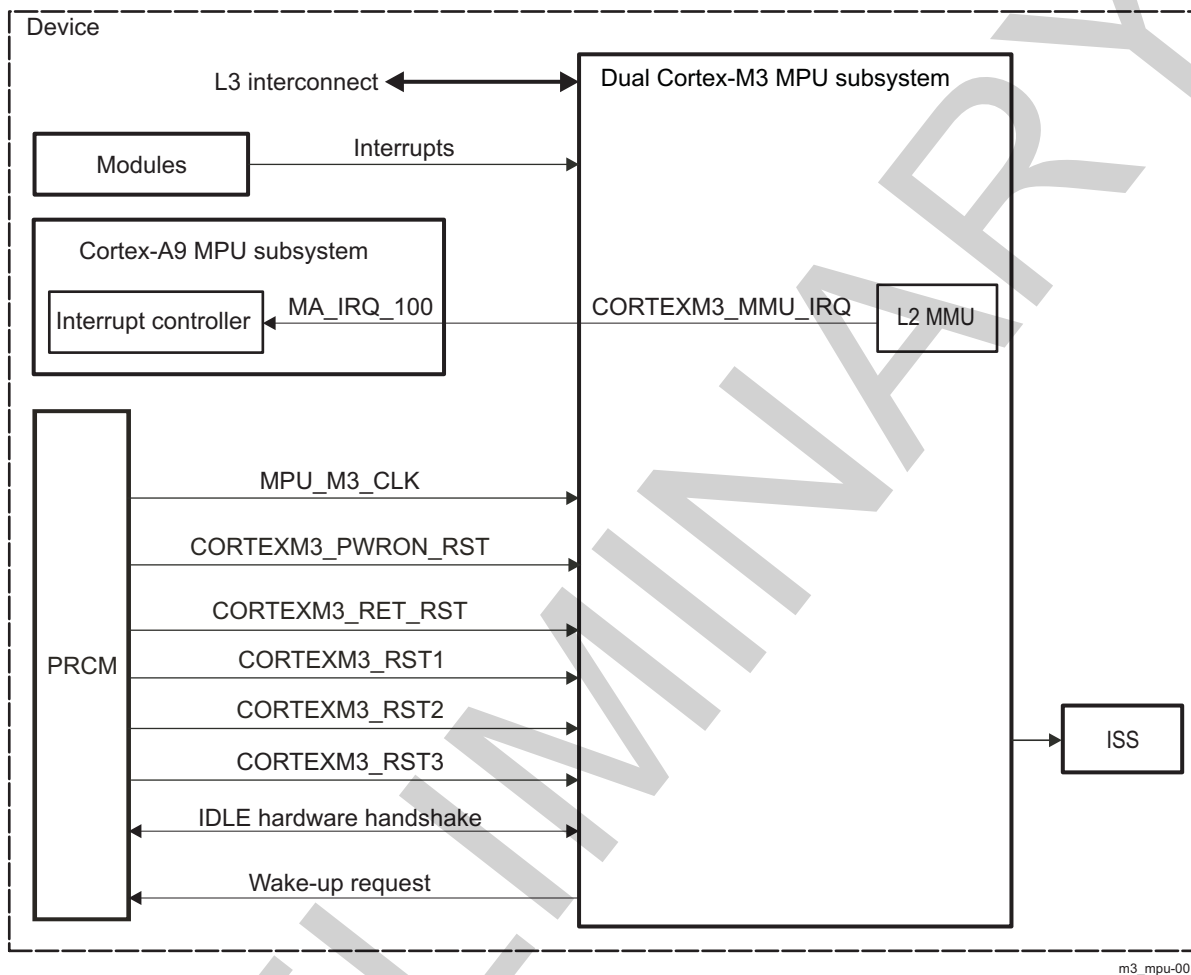 Device
L3 interconnect
Dual Cortex-M3 MPU subsystem
Modules
Interrupts
Cortex-A9 MPU subsystem
Interrupt controller
MA_IRQ_100
CORTEXM3_MMU_IRQ
L2 MMU
PRCM
MPU_M3_CLK
CORTEXM3_PWRON_RST
CORTEXM3_RET_RST
CORTEXM3_RST1
CORTEXM3_RST2
CORTEXM3_RST3
IDLE hardware handshake
Wake-up request
ISS
m3_mpu-00